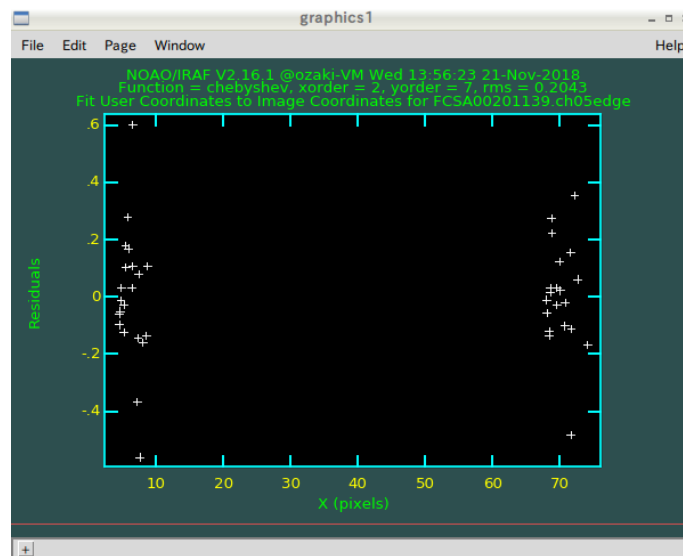 graphics1
File Edit Page Window Help
NOAO/IRAF V2.16.1 @ozaki-VM Wed 13:56:23 21-Nov-2018
Function = chebyshev, xorder = 2, yorder = 7, rms = 0.2043
Fit User Coordinates to Image Coordinates for FCSA00201139.ch05edge
.6
.4
.2
0
-.2
-.4
Residuals
10 20 30 40 50 60 70
X (pixels)